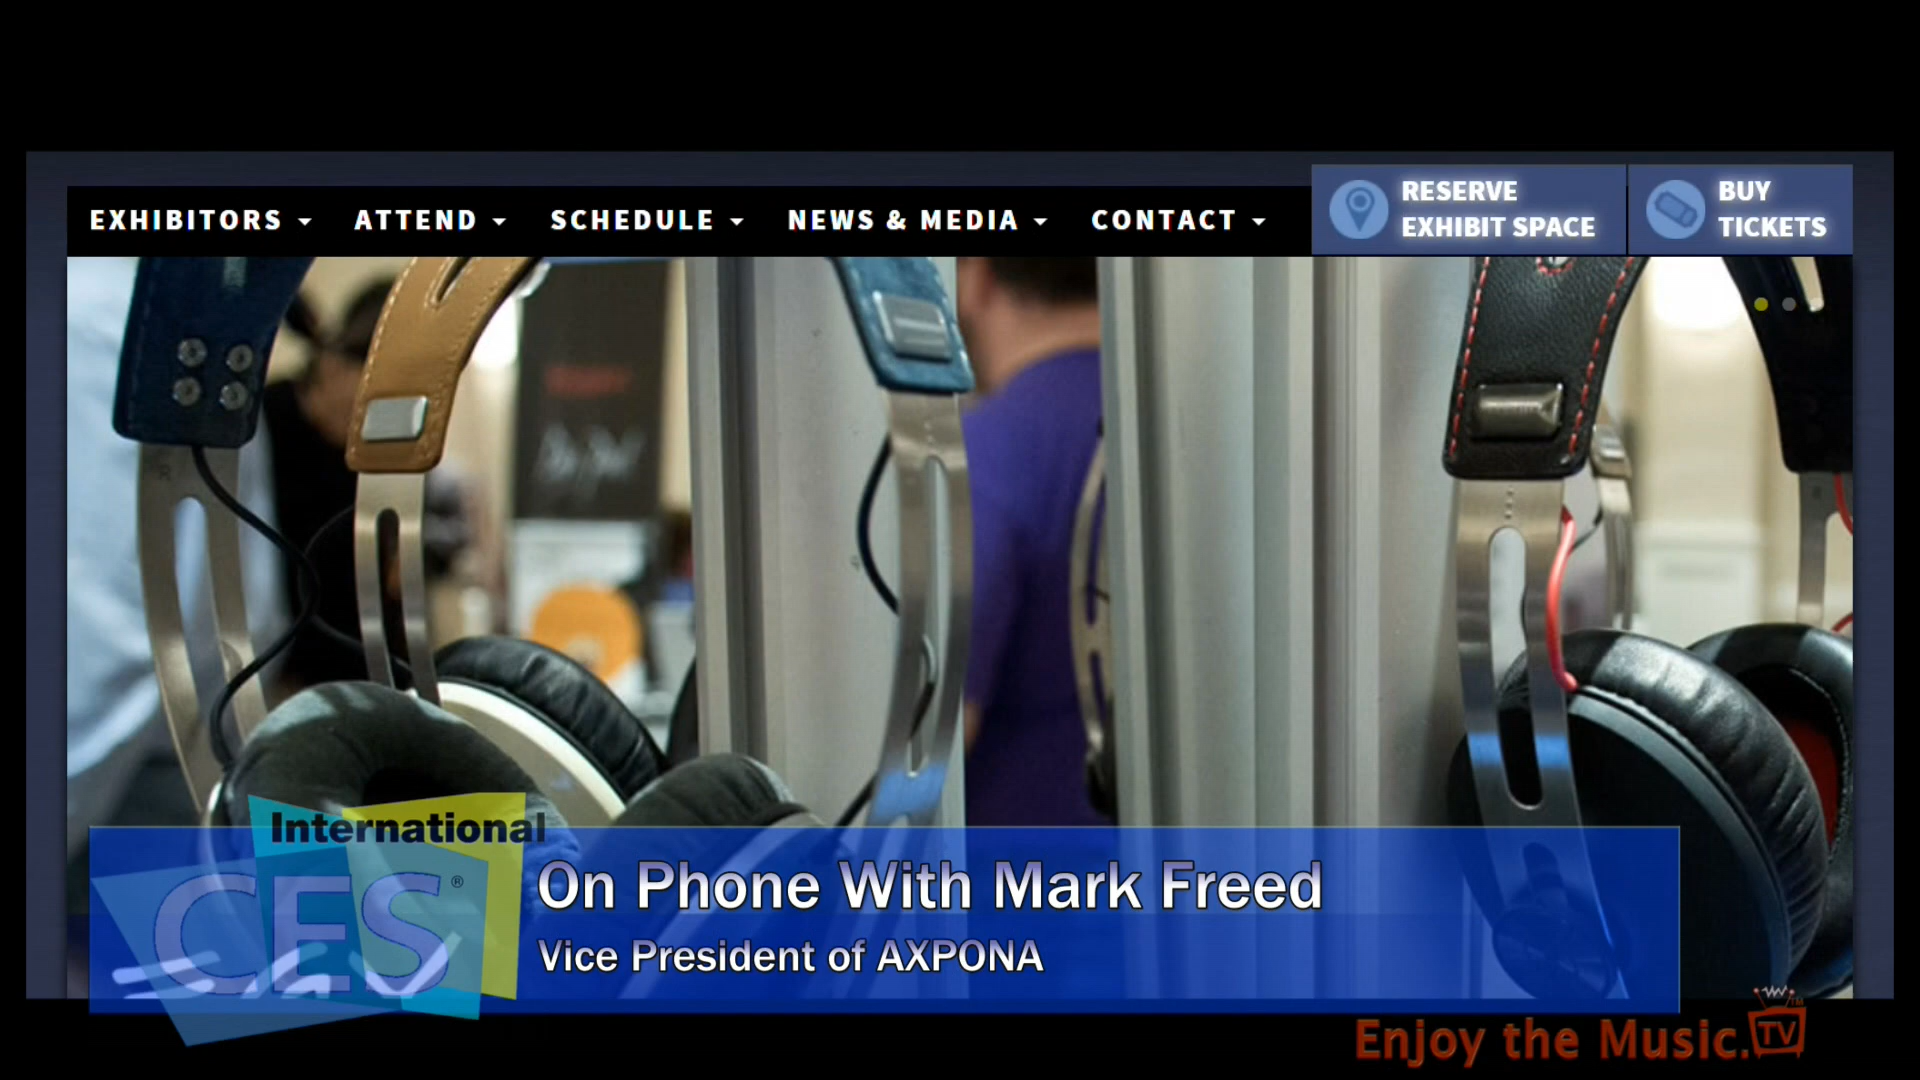 EXHIBITORS ATTEND SCHEDULE NEWS & MEDIA CONTACT
RESERVE
EXHIBIT SPACE
BUY
TICKETS
International
CES®
On Phone With Mark Freed
Vice President of AXPONA
Enjoy the Music.TV™